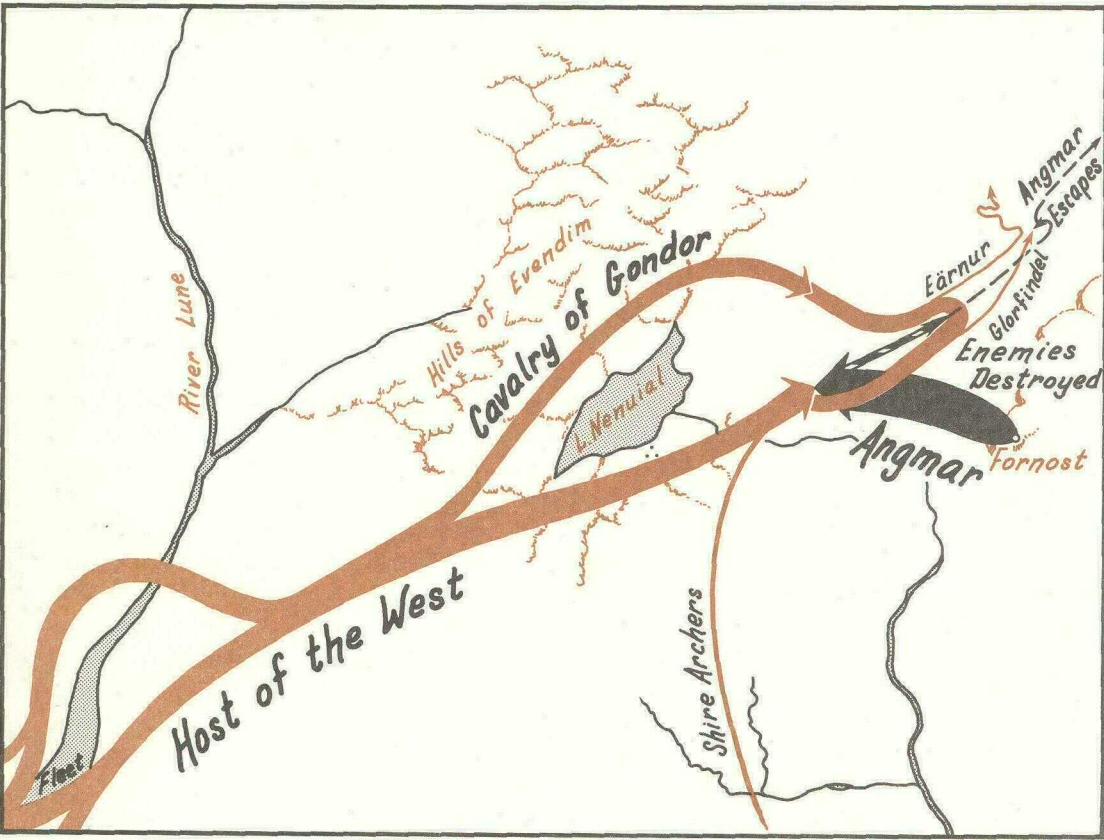 Angmar
Escapes
River Lune
Hills of Evendim
Cavalry of Gondor
Eärnur
Glorfindel
Enemies
Destroyed
L. Nenuial
Angmar
Fornost
Host of the West
Shire Archers
Fleet